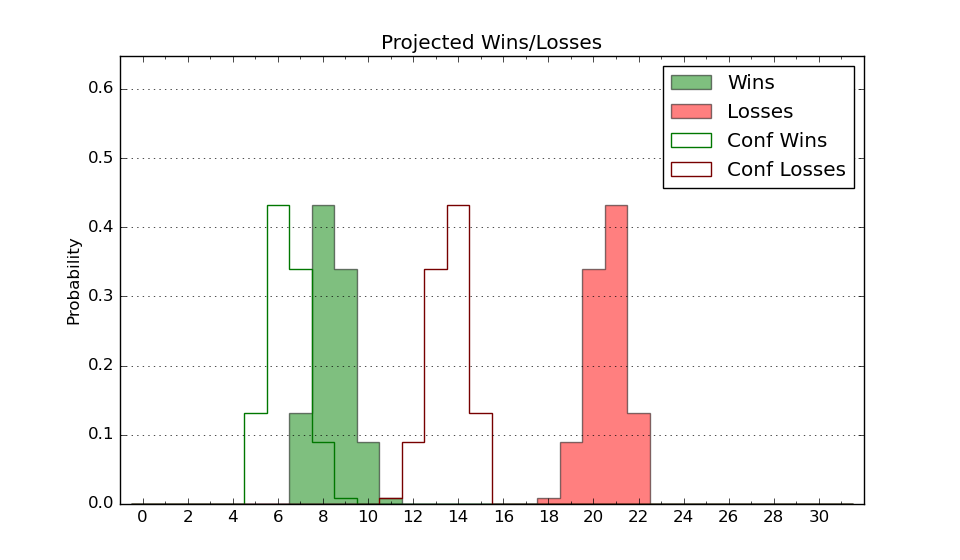 Projected Wins/Losses
Wins
Losses
Conf Wins
Conf Losses
Probability
0.6
0.5
0.4
0.3
0.2
0.1
0.0
0 2 4 6 8 10 12 14 16 18 20 22 24 26 28 30